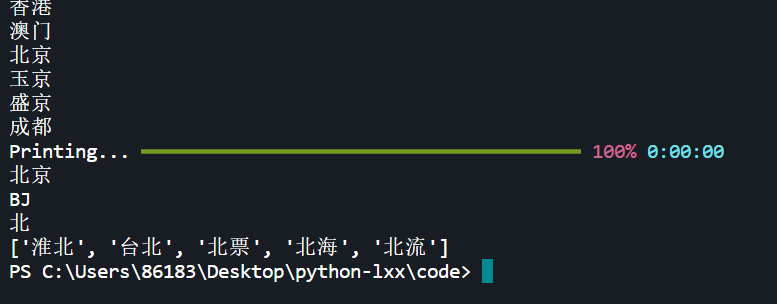 香港
澳门
北京
玉京
盛京
成都
Printing... 100% 0:00:00
北京
BJ
北
['淮北', '台北', '北票', '北海', '北流']
PS C:\Users\86183\Desktop\python-lxx\code>